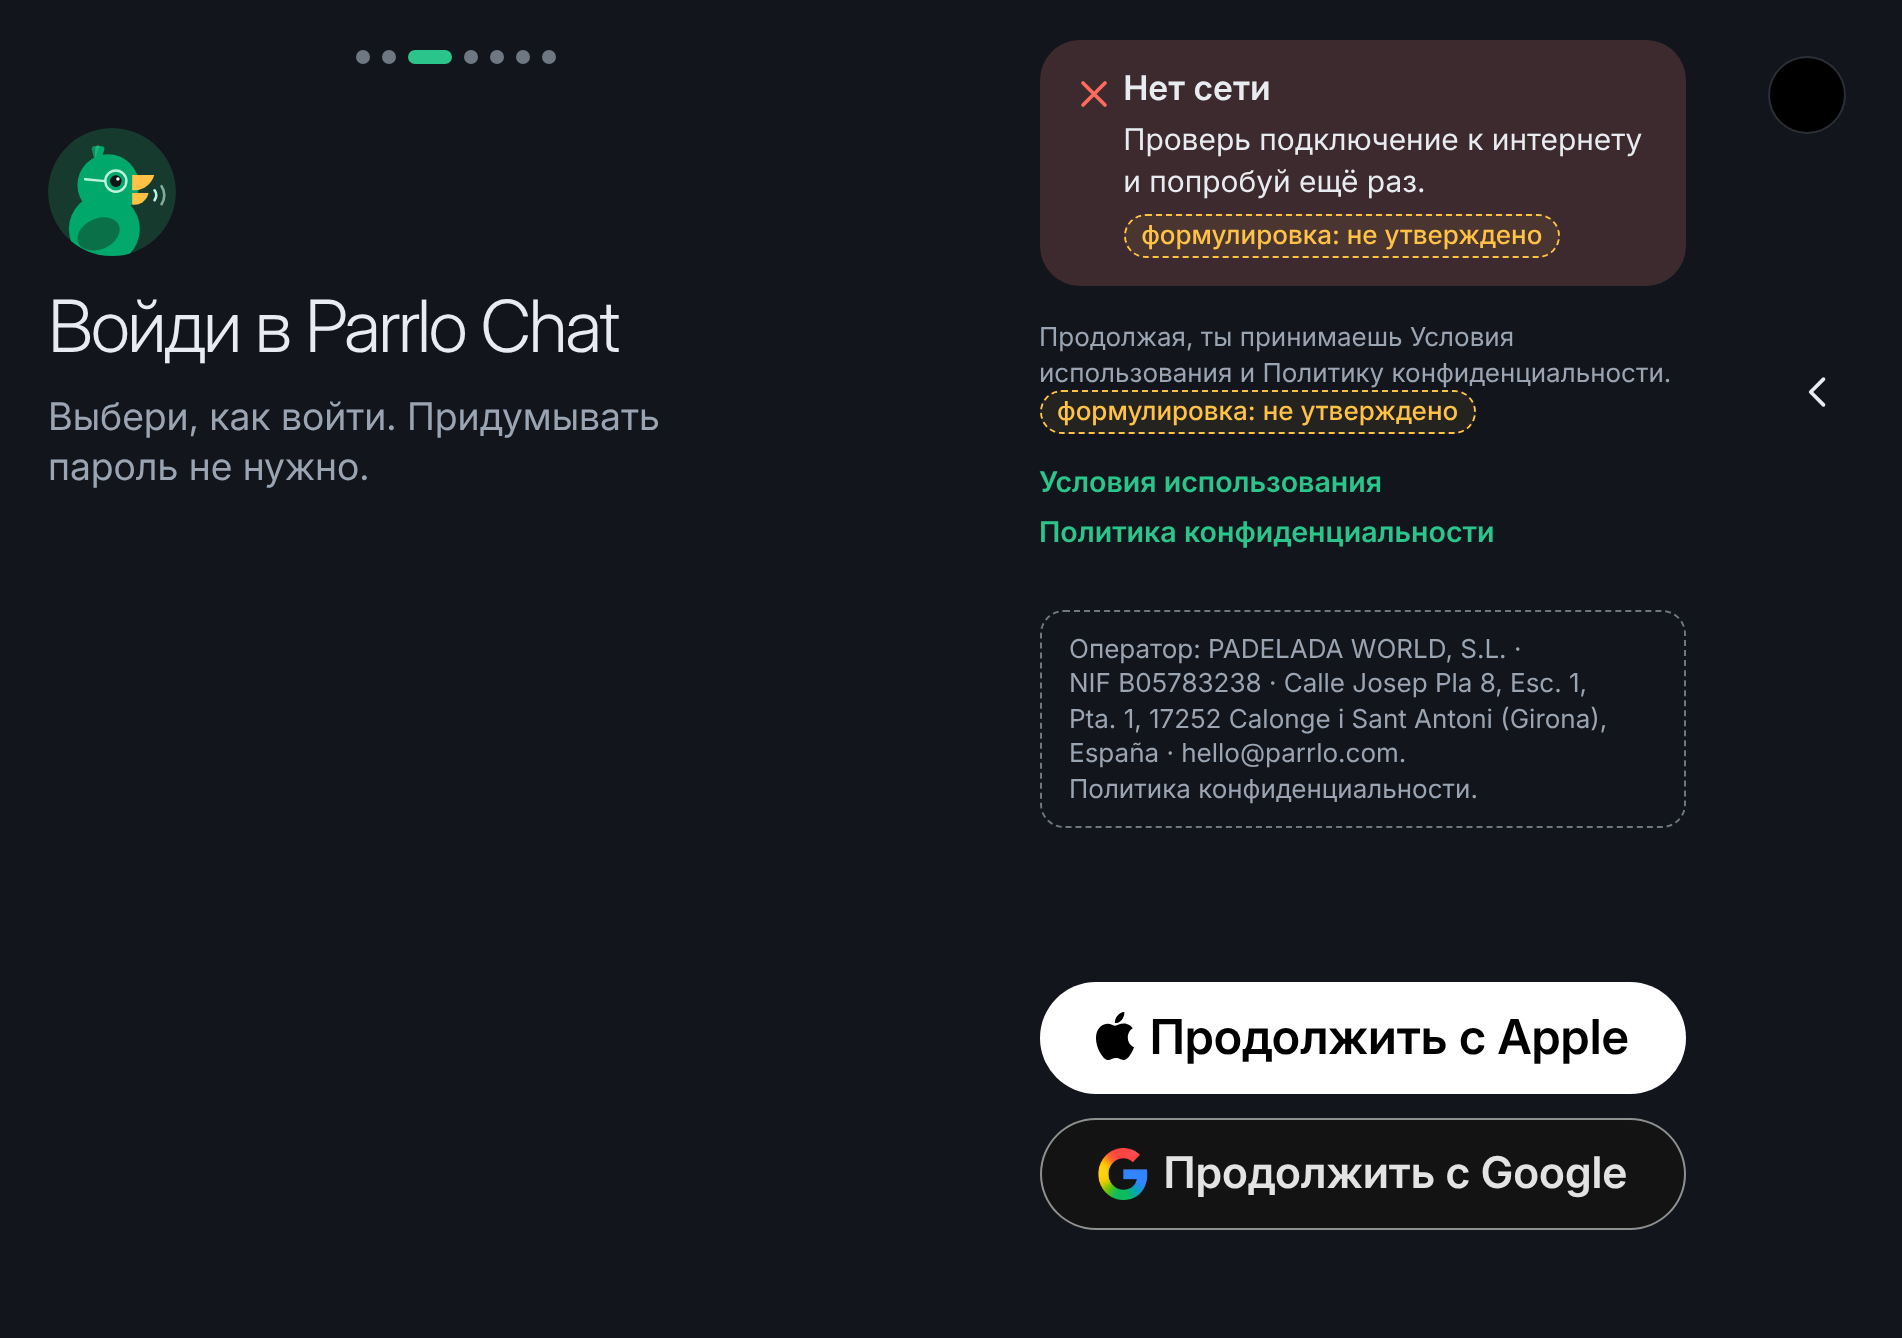 Войди в Parrlo Chat
Выбери, как войти. Придумывать
пароль не нужно.
Нет сети
Проверь подключение к интернету
и попробуй ещё раз.
формулировка: не утверждено
Продолжая, ты принимаешь Условия
использования и Политику конфиденциальности.
формулировка: не утверждено
Условия использования
Политика конфиденциальности
Оператор: PADELADA WORLD, S.L. ·
NIF B05783238 · Calle Josep Pla 8, Esc. 1,
Pta. 1, 17252 Calonge i Sant Antoni (Girona),
España · hello@parrlo.com.
Политика конфиденциальности.
Продолжить с Apple
Продолжить с Google